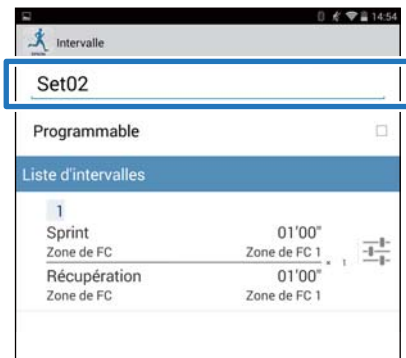 14:54
Intervalle
Set02
Programmable
Liste d'intervalles
1
Sprint 01'00"
Zone de FC Zone de FC 1
Récupération 01'00"
Zone de FC Zone de FC 1